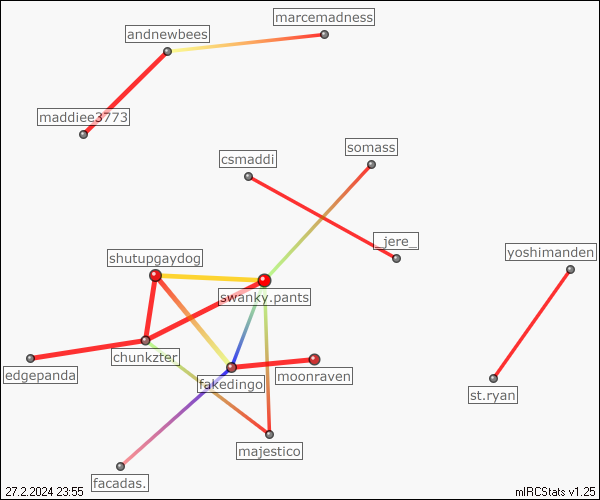 marcemadness
andnewbees
maddiee3773
somass
csmaddi
_jere_
yoshimanden
shutupgaydog
swanky.pants
chunkzter
edgepanda
fakedingo
moonraven
st.ryan
majestico
facadas.
27.2.2024 23:55
mIRCStats v1.25